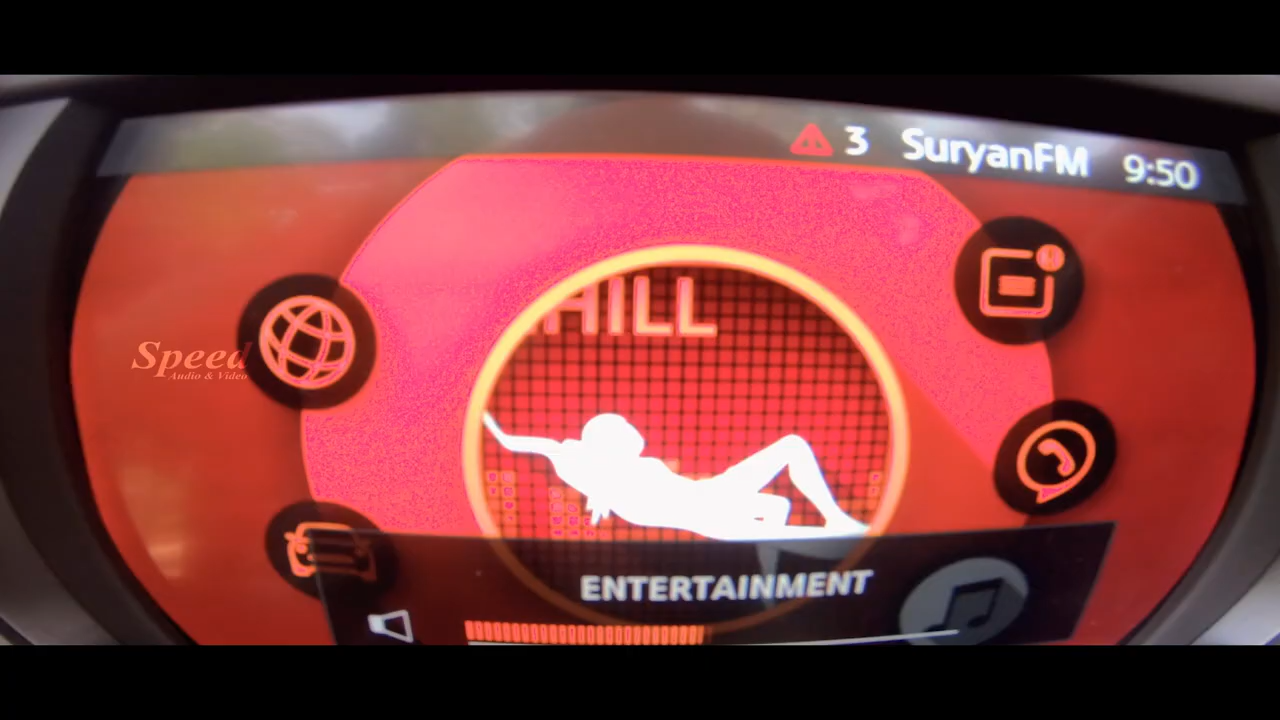 3 SuryanFM 9:50
HILL
Speed
Audio & Video
ENTERTAINMENT